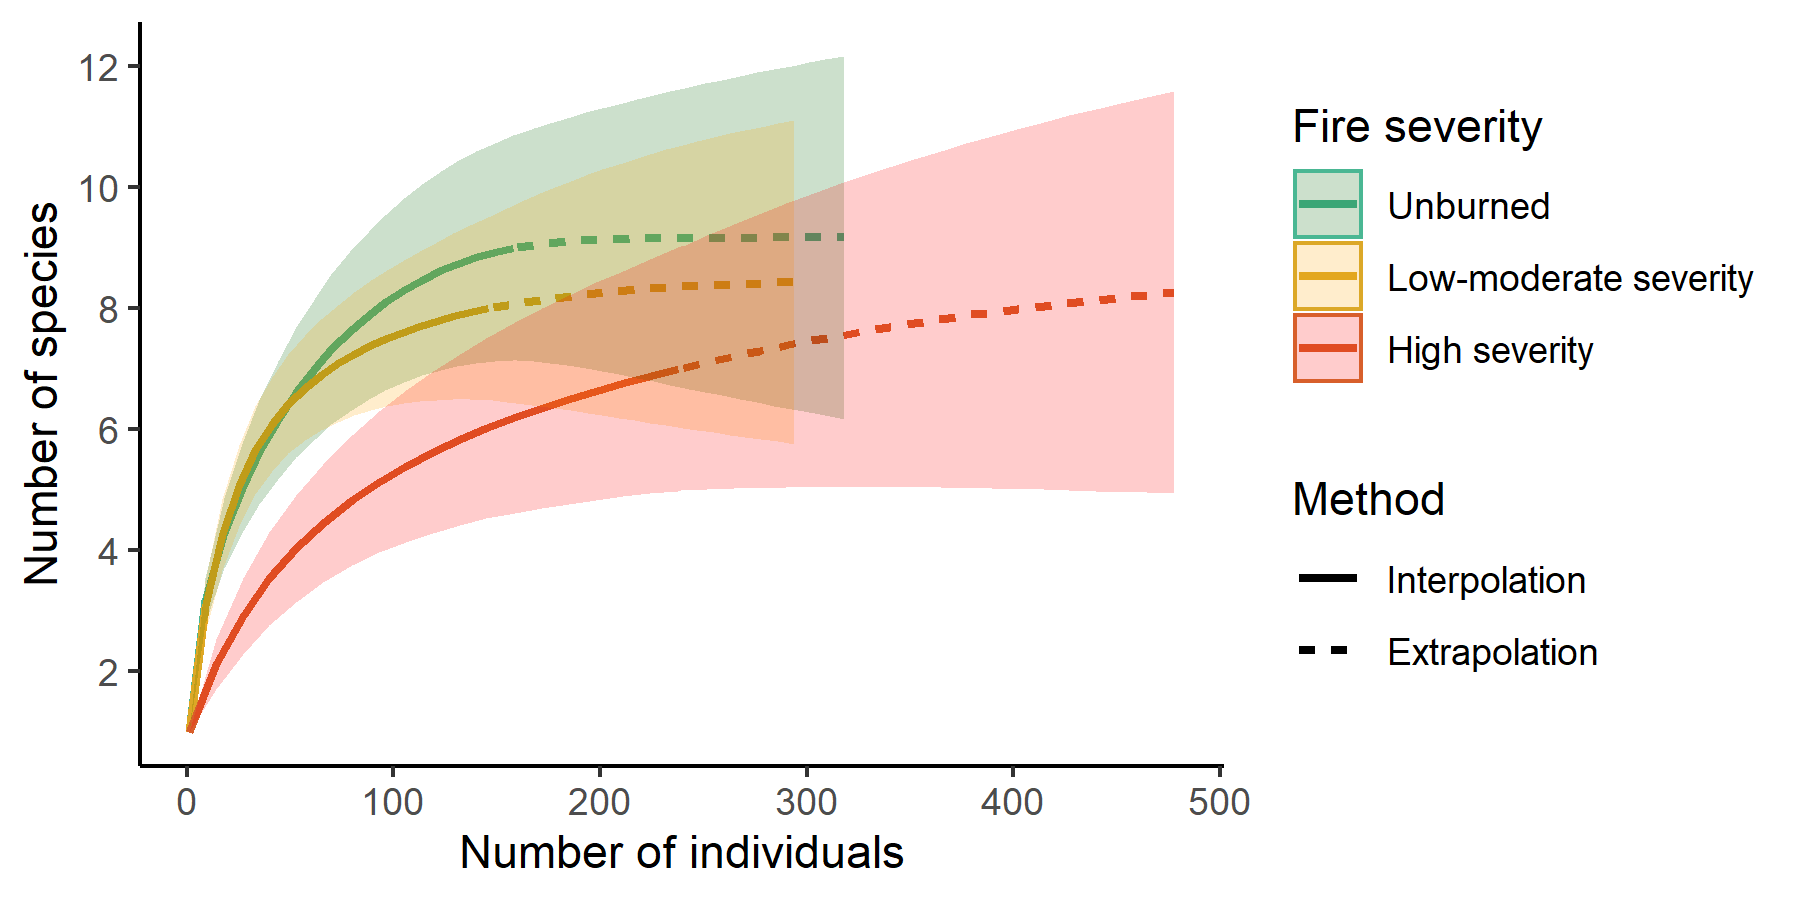 Number of species
12
10
8
6
4
2
0
100
200
300
400
500
Number of individuals
Fire severity
Unburned
Low-moderate severity
High severity
Method
Interpolation
Extrapolation